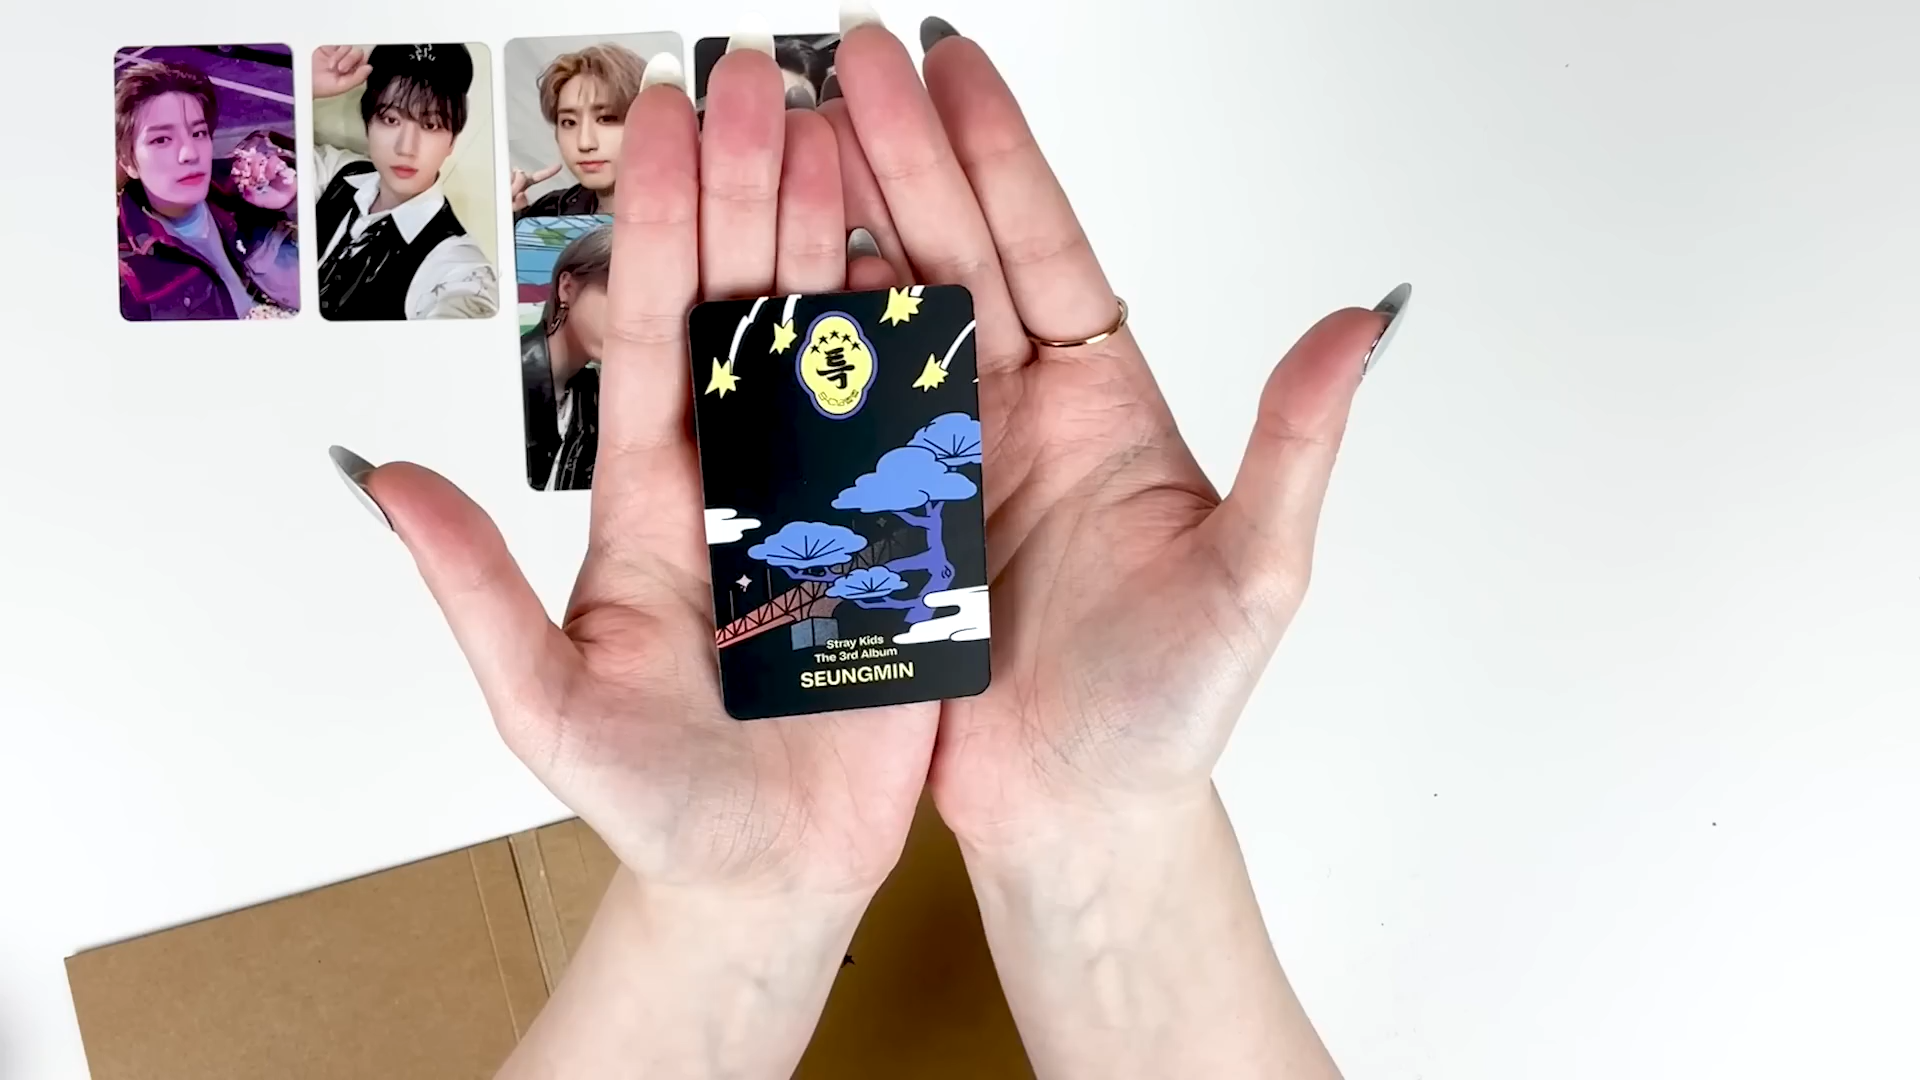 특
Stray Kids
The 3rd Album
SEUNGMIN